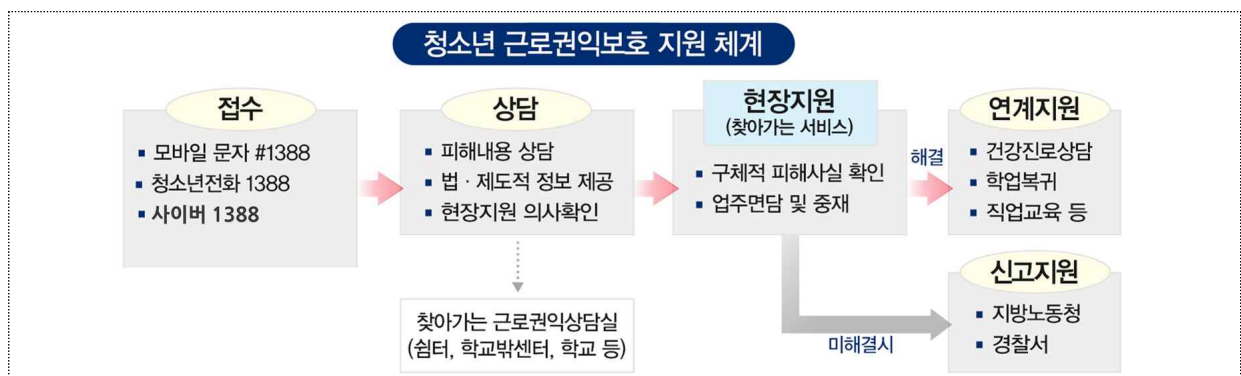 청소년 근로권익보호 지원 체계
접수
▪ 모바일 문자 #1388
▪ 청소년전화 1388
▪ 사이버 1388
상담
▪ 피해내용 상담
▪ 법 · 제도적 정보 제공
▪ 현장지원 의사확인
찾아가는 근로권익상담실
(쉼터, 학교밖센터, 학교 등)
현장지원
(찾아가는 서비스)
▪ 구체적 피해사실 확인
▪ 업주면담 및 중재
해결
연계지원
▪ 건강진로상담
▪ 학업복귀
▪ 직업교육 등
미해결시
신고지원
▪ 지방노동청
▪ 경찰서